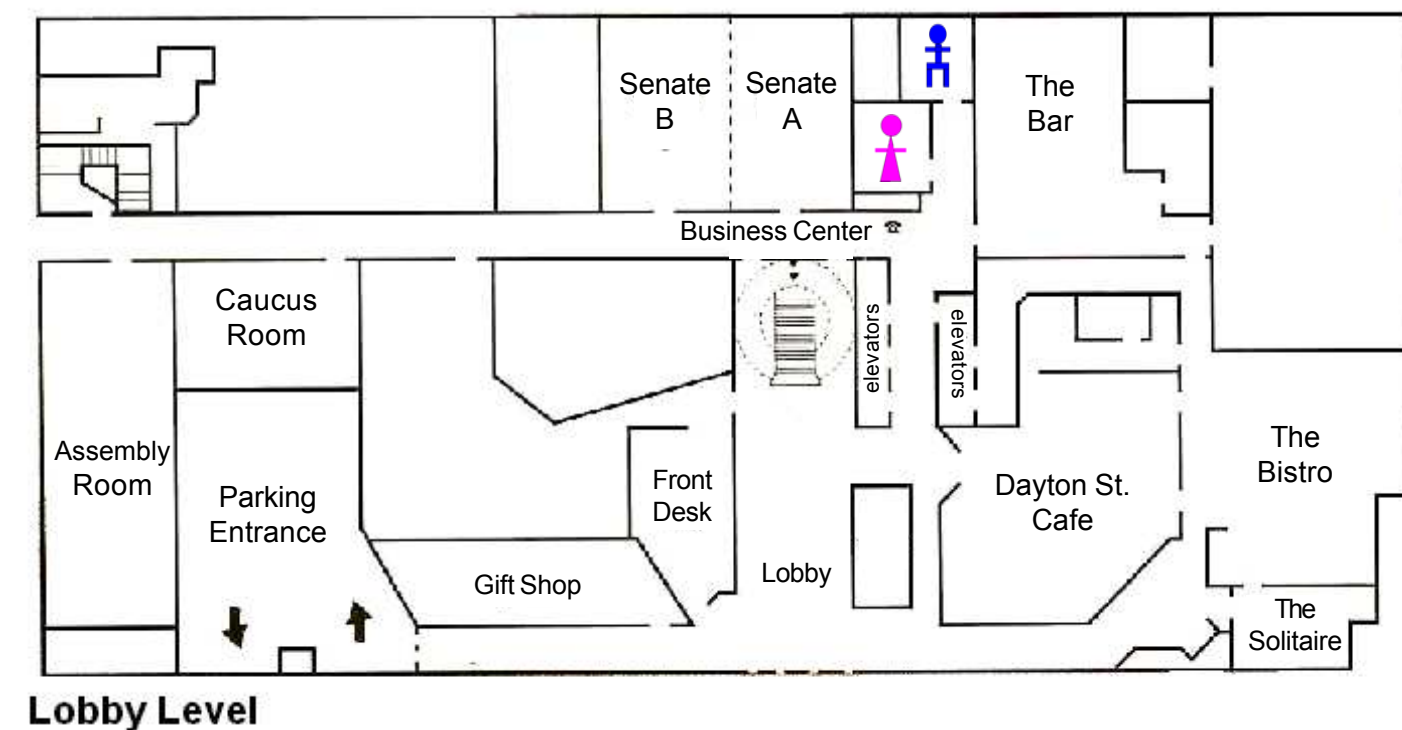 Senate
B
Senate
A
The
Bar
Business Center
Caucus
Room
elevators
elevators
Assembly
Room
Parking
Entrance
Front
Desk
Dayton St.
Cafe
The
Bistro
Gift Shop
Lobby
The
Solitaire
Lobby Level